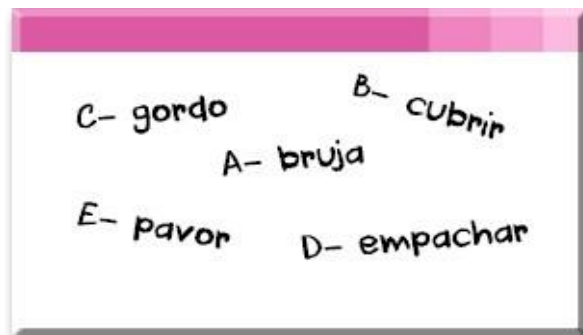 C- gordo
B- cubrir
A- bruja
E- pavor
D- empachar